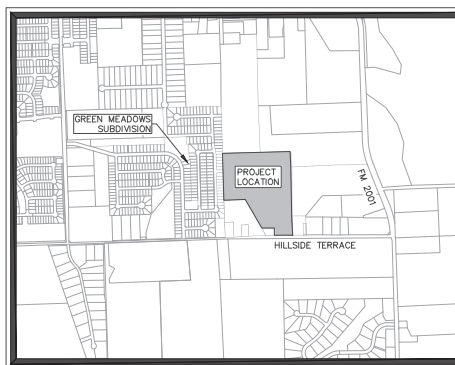 GREEN MEADOWS
SUBDIVISION
PROJECT
LOCATION
FM 2001
HILLSIDE TERRACE